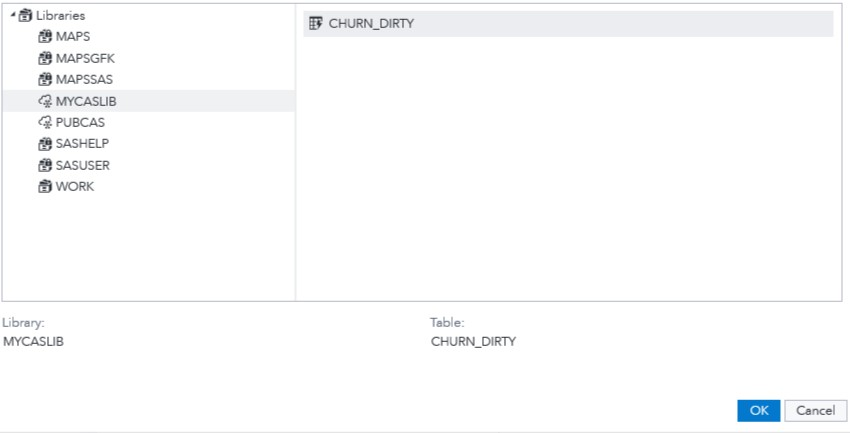 Libraries
MAPS
MAPSGFK
MAPSSAS
MYCASLIB
PUBCAS
SASHELP
SASUSER
WORK
CHURN_DIRTY
Library:
MYCASLIB
Table:
CHURN_DIRTY
OK
Cancel